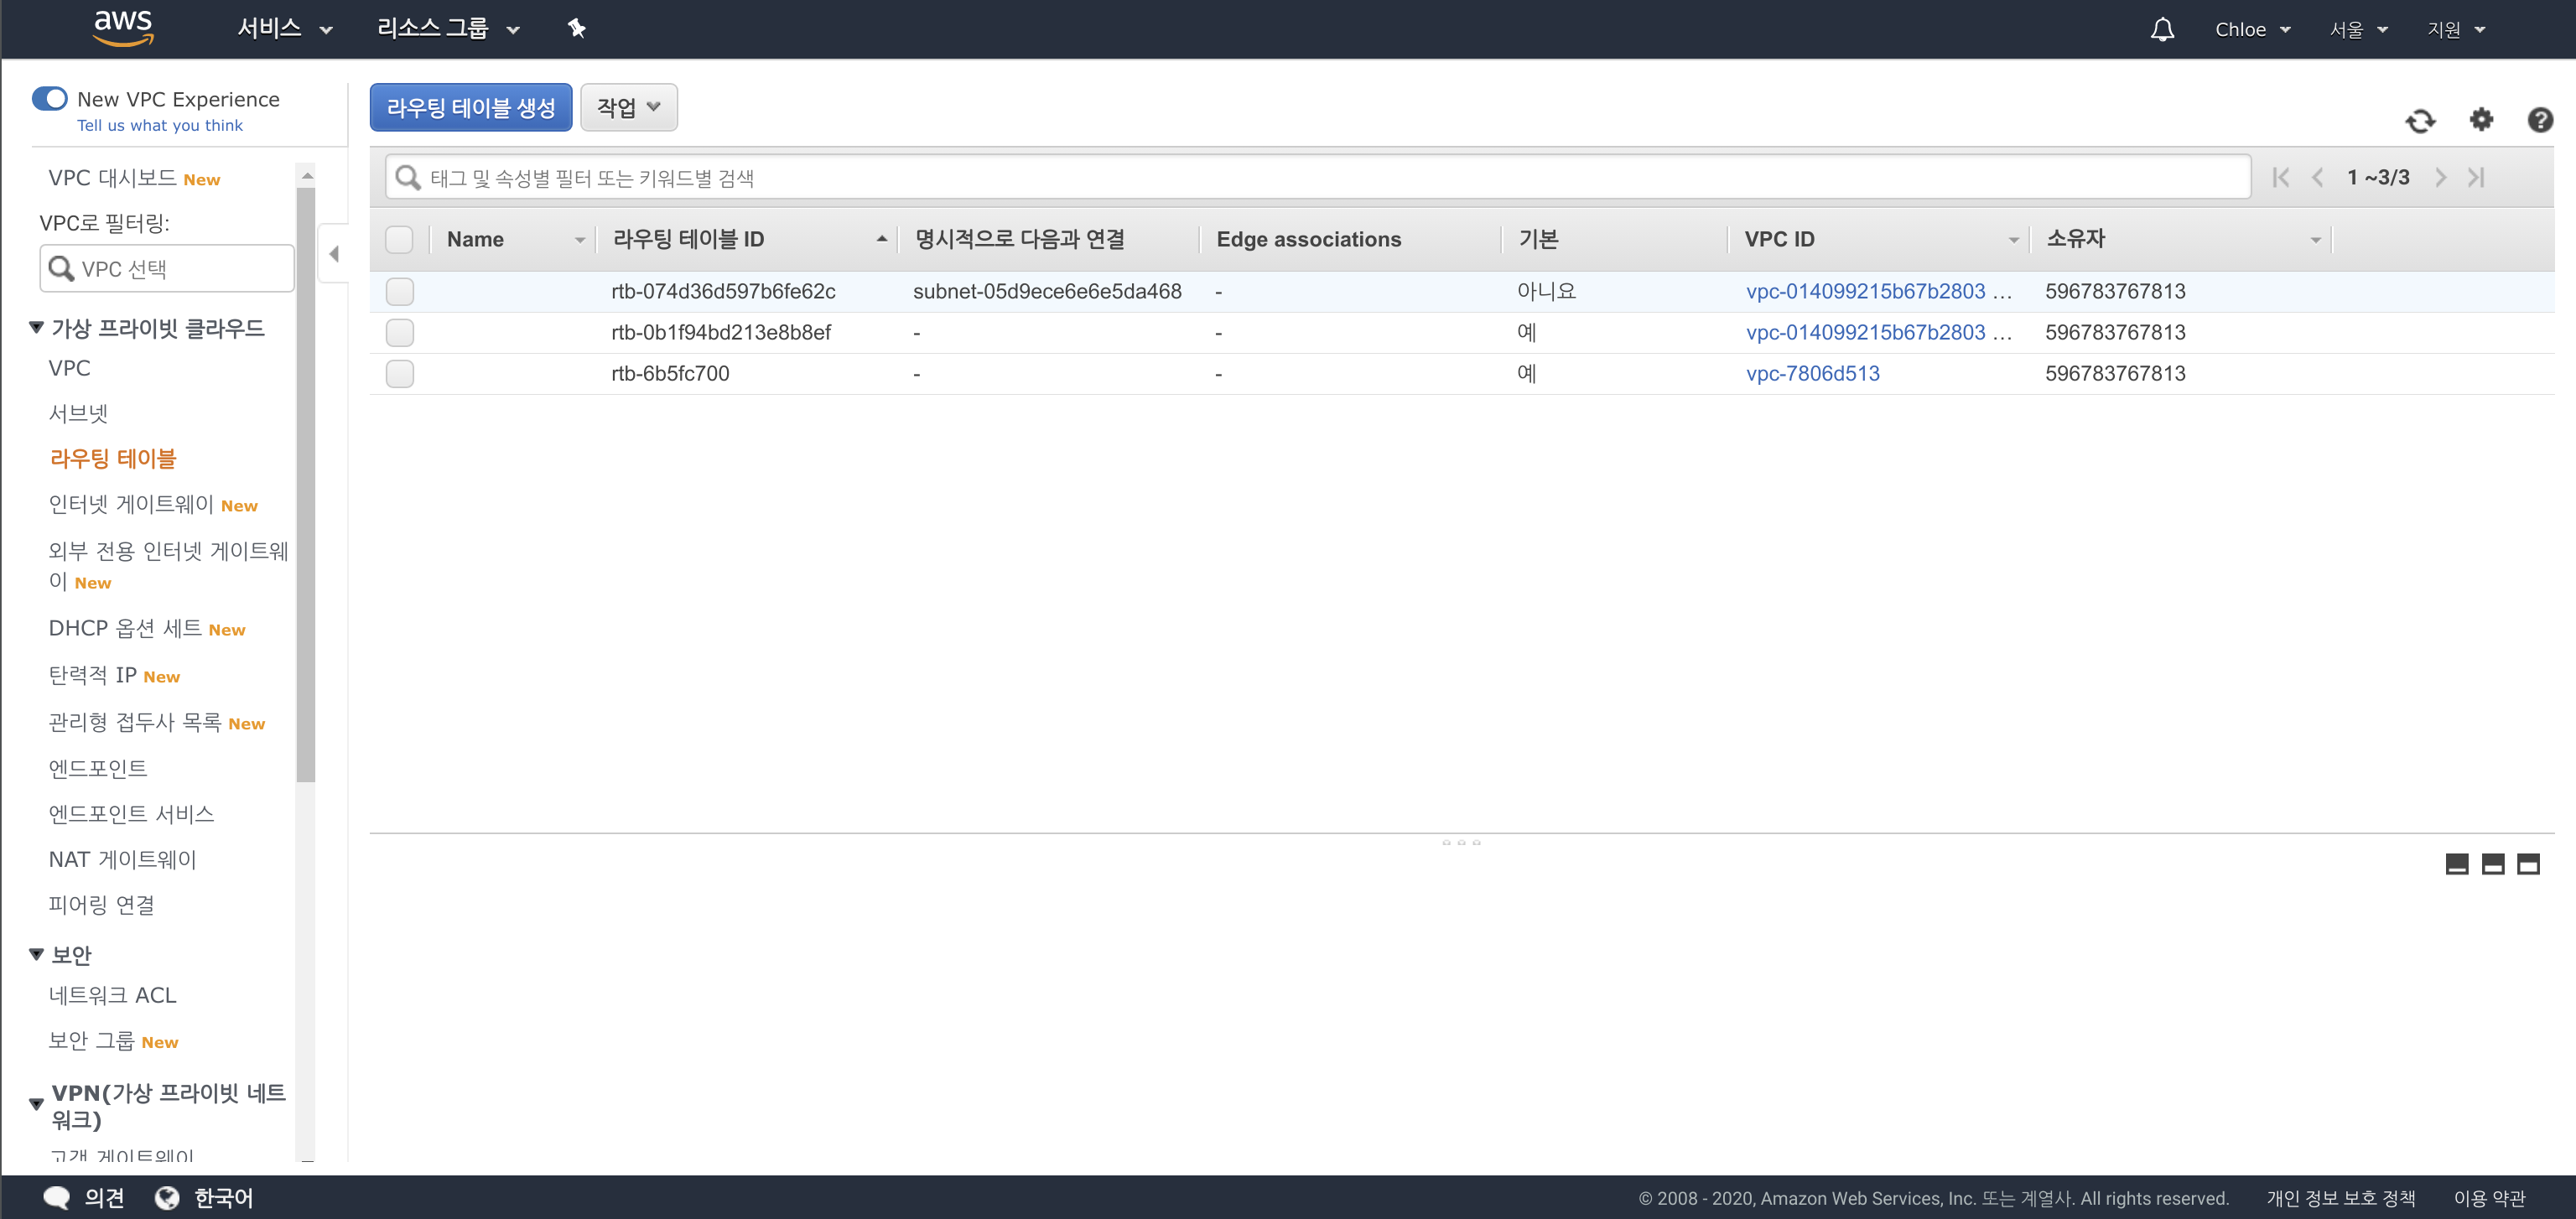 aws 서비스 리소스 그룹 Chloe 서울 지원
New VPC Experience
Tell us what you think
VPC 대시보드 New
VPC로 필터링:
VPC 선택
가상 프라이빗 클라우드
VPC
서브넷
라우팅 테이블
인터넷 게이트웨이 New
외부 전용 인터넷 게이트웨
이 New
DHCP 옵션 세트 New
탄력적 IP New
관리형 접두사 목록 New
엔드포인트
엔드포인트 서비스
NAT 게이트웨이
피어링 연결
보안
네트워크 ACL
보안 그룹 New
VPN(가상 프라이빗 네트
워크)
고객 게이트웨이
라우팅 테이블 생성 작업
태그 및 속성별 필터 또는 키워드별 검색 1 ~3/3
Name 라우팅 테이블 ID 명시적으로 다음과 연결 Edge associations 기본 VPC ID 소유자
rtb-074d36d597b6fe62c subnet-05d9ece6e6e5da468 - 아니요 vpc-014099215b67b2803 ... 596783767813
rtb-0b1f94bd213e8b8ef - - 예 vpc-014099215b67b2803 ... 596783767813
rtb-6b5fc700 - - 예 vpc-7806d513 596783767813
의견 한국어 © 2008 - 2020, Amazon Web Services, Inc. 또는 계열사. All rights reserved. 개인 정보 보호 정책 이용 약관